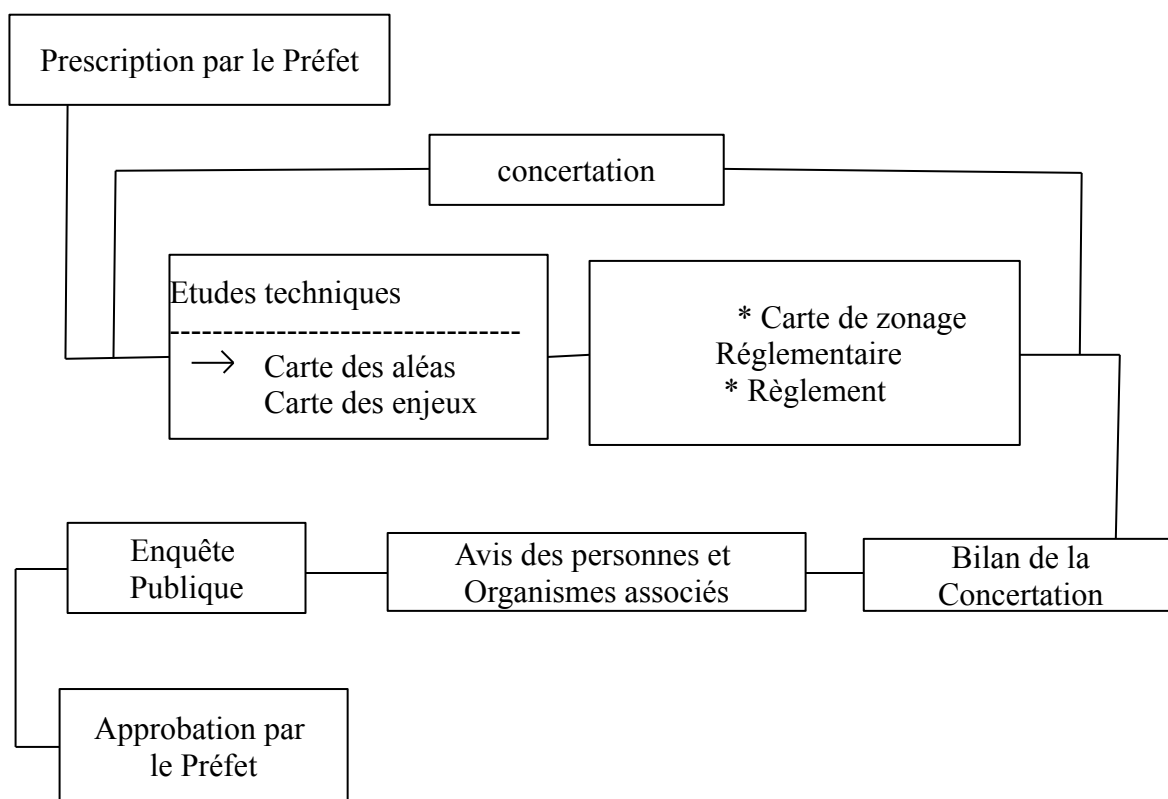 Prescription par le Préfet
concertation
Etudes techniques
---------------------------------
→ Carte des aléas
Carte des enjeux
* Carte de zonage
Réglementaire
* Règlement
Enquête
Publique
Avis des personnes et
Organismes associés
Bilan de la
Concertation
Approbation par
le Préfet